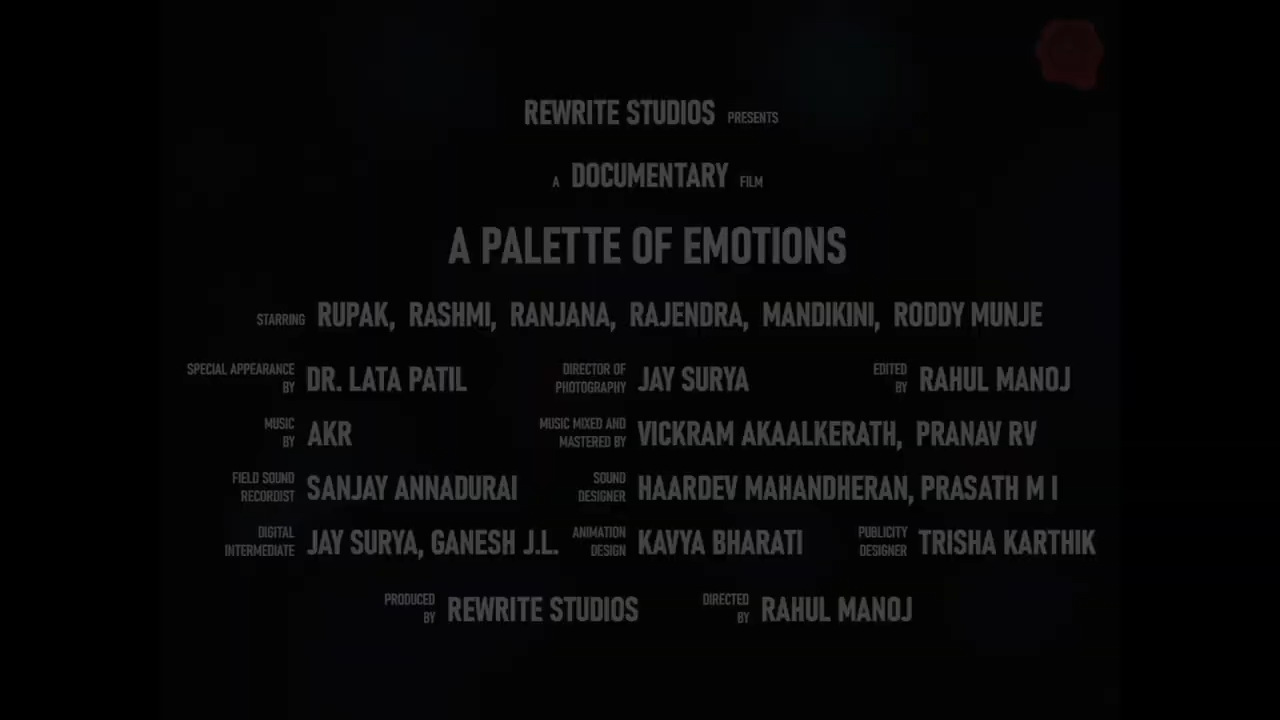 REWRITE STUDIOS PRESENTS
A DOCUMENTARY FILM
A PALETTE OF EMOTIONS
STARRING RUPAK, RASHMI, RANJANA, RAJENDRA, MANDIKINI, RODDY MUNJE
SPECIAL APPEARANCE BY DR. LATA PATIL DIRECTOR OF PHOTOGRAPHY JAY SURYA EDITED BY RAHUL MANOJ
MUSIC BY AKR MUSIC MIXED AND MASTERED BY VICKRAM AKAALKERATH, PRANAV RV
FIELD SOUND RECORDIST SANJAY ANNADURAI SOUND DESIGNER HAARDEV MAHANDHERAN, PRASATH M I
DIGITAL INTERMEDIATE JAY SURYA, GANESH J.L. ANIMATION DESIGN KAVYA BHARATI PUBLICITY DESIGNER TRISHA KARTHIK
PRODUCED BY REWRITE STUDIOS DIRECTED BY RAHUL MANOJ